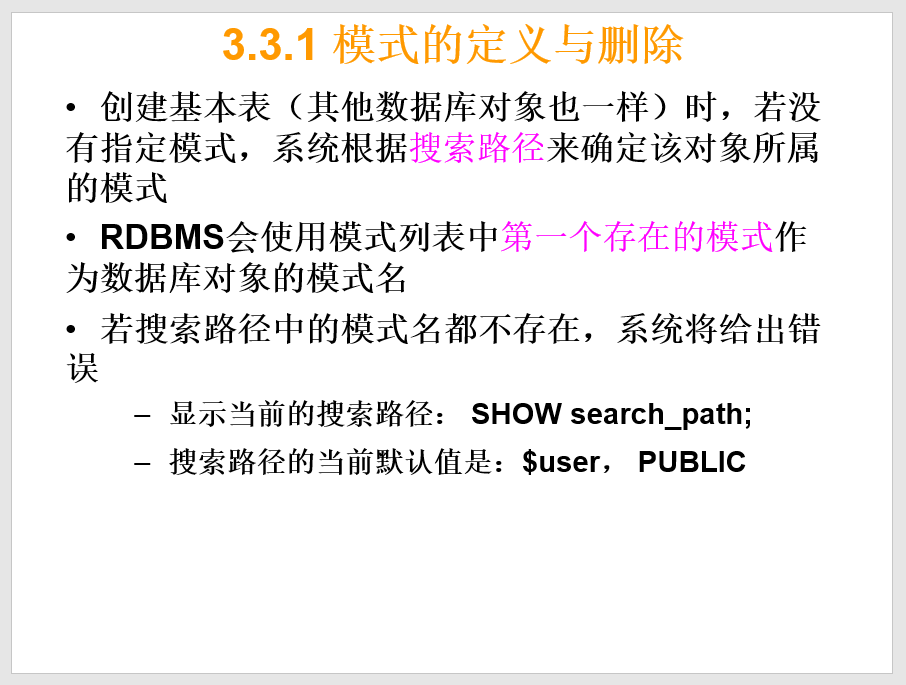 3.3.1 模式的定义与删除
• 创建基本表（其他数据库对象也一样）时，若没
有指定模式，系统根据搜索路径来确定该对象所属
的模式
• RDBMS会使用模式列表中第一个存在的模式作
为数据库对象的模式名
• 若搜索路径中的模式名都不存在，系统将给出错
误
– 显示当前的搜索路径： SHOW search_path;
– 搜索路径的当前默认值是：$user， PUBLIC